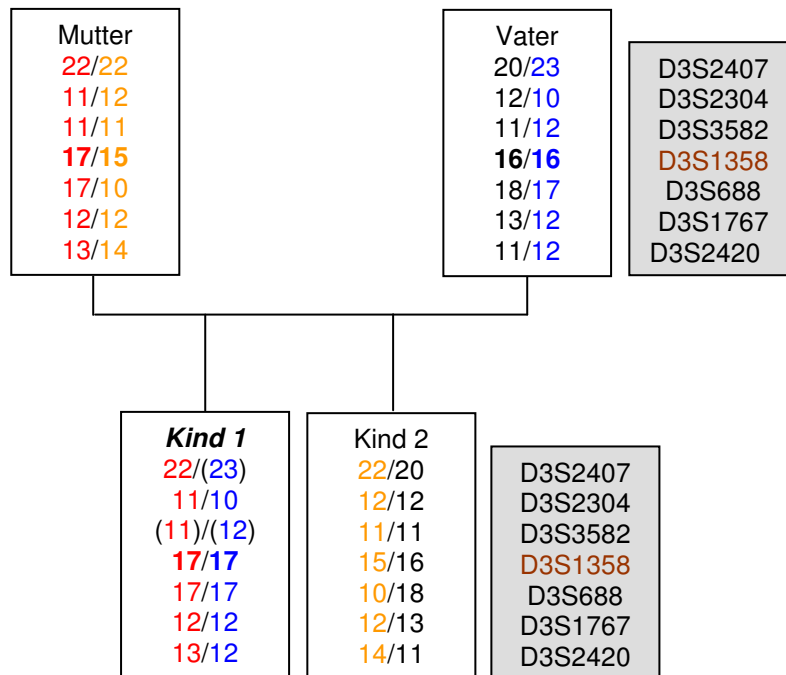 Mutter
22/22
11/12
11/11
17/15
17/10
12/12
13/14
Vater
20/23
12/10
11/12
16/16
18/17
13/12
11/12
D3S2407
D3S2304
D3S3582
D3S1358
D3S688
D3S1767
D3S2420
Kind 1
22/(23)
11/10
(11)/(12)
17/17
17/17
12/12
13/12
Kind 2
22/20
12/12
11/11
15/16
10/18
12/13
14/11
D3S2407
D3S2304
D3S3582
D3S1358
D3S688
D3S1767
D3S2420